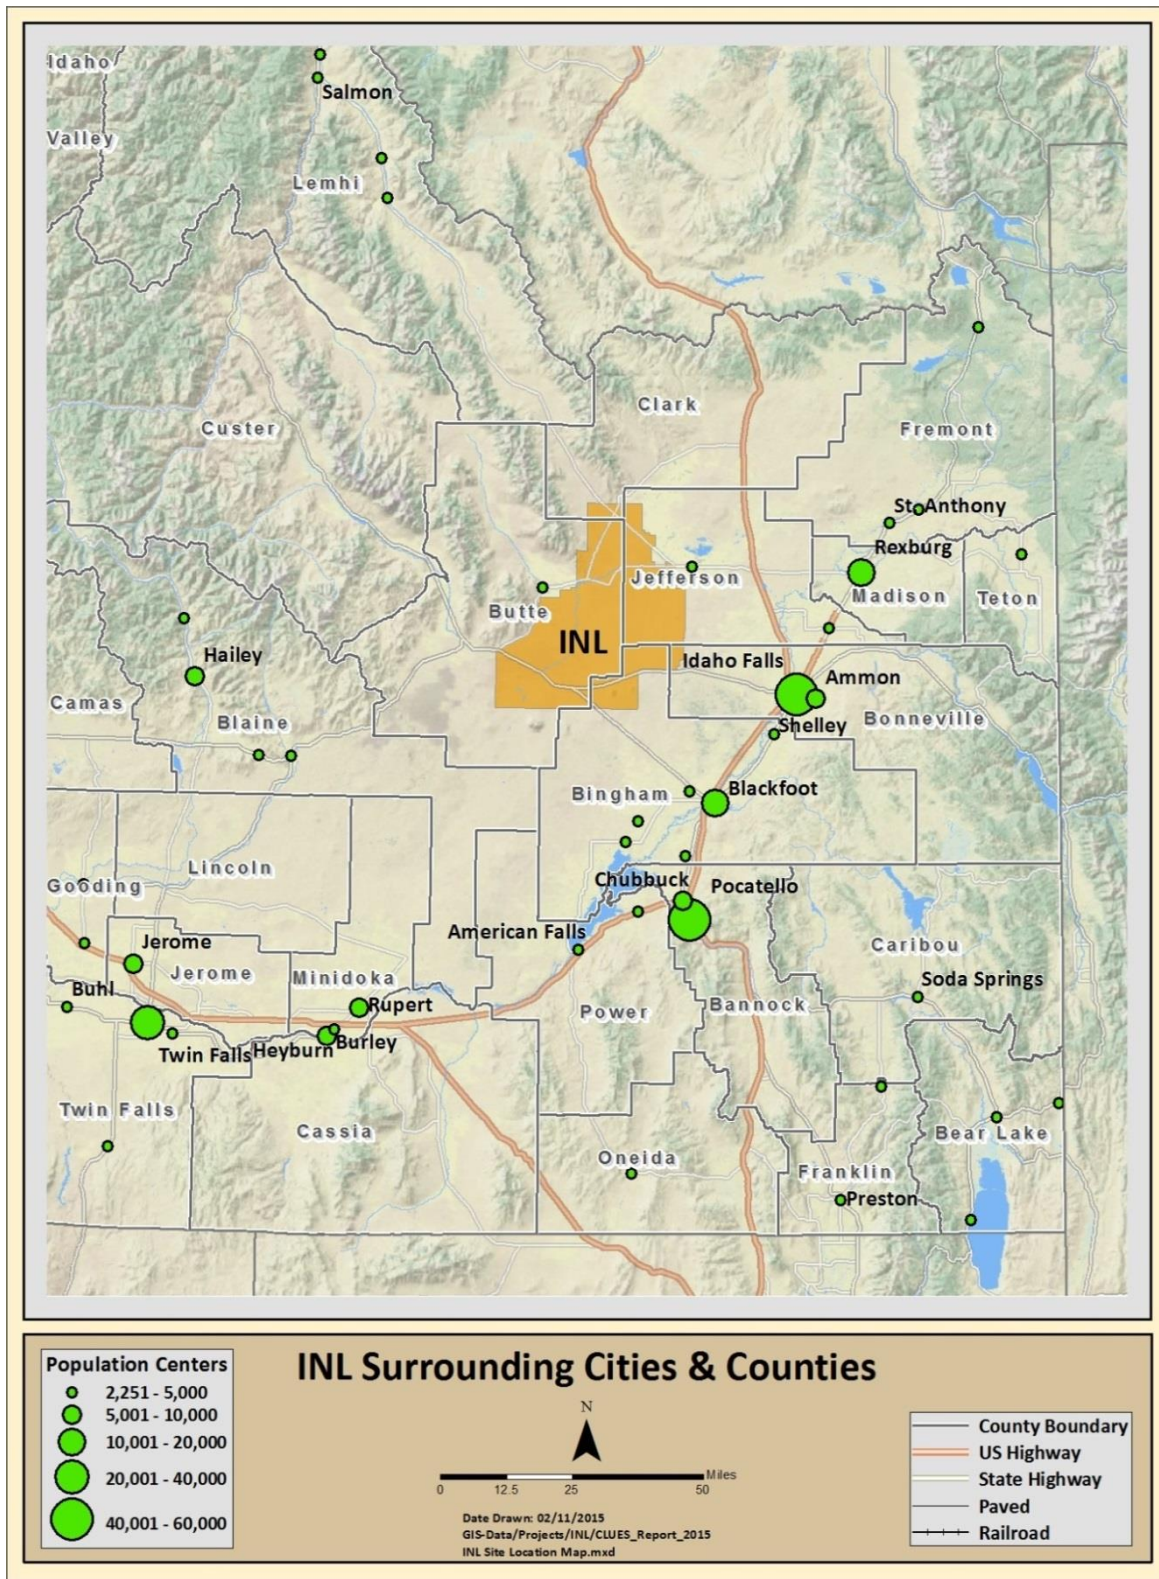 Idaho
Salmon
Valley
Lemhi
Clark
Custer
Fremont
St. Anthony
Rexburg
Jefferson
Madison
Teton
Butte
INL
Hailey
Idaho Falls
Ammon
Camas
Blaine
Shelley
Bonneville
Bingham
Blackfoot
Lincoln
Gooding
Chubbuck
Pocatello
American Falls
Jerome
Caribou
Jerome
Minidoka
Soda Springs
Buhl
Rupert
Power
Bannock
Twin Falls
Heyburn
Burley
Twin Falls
Cassia
Bear Lake
Oneida
Franklin
Preston
Population Centers
2,251 - 5,000
5,001 - 10,000
10,001 - 20,000
20,001 - 40,000
40,001 - 60,000
INL Surrounding Cities & Counties
N
Miles
0 12.5 25 50
Date Drawn: 02/11/2015
GIS-Data/Projects/INL/CLUES_Report_2015
INL Site Location Map.mxd
County Boundary
US Highway
State Highway
Paved
Railroad